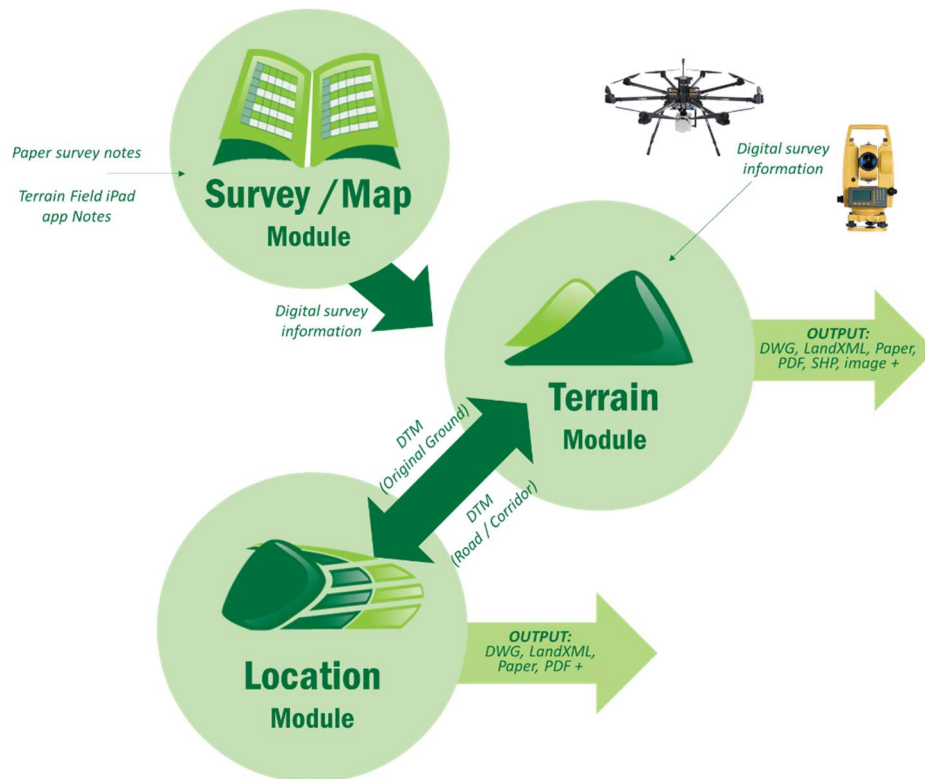 Paper survey notes
Terrain Field iPad
app Notes
Survey / Map
Module
Digital survey
information
Digital survey
information
Terrain
Module
OUTPUT:
DWG, LandXML, Paper,
PDF, SHP, image +
DTM
(Original Ground)
DTM
(Road / Corridor)
Location
Module
OUTPUT:
DWG, LandXML,
Paper, PDF +